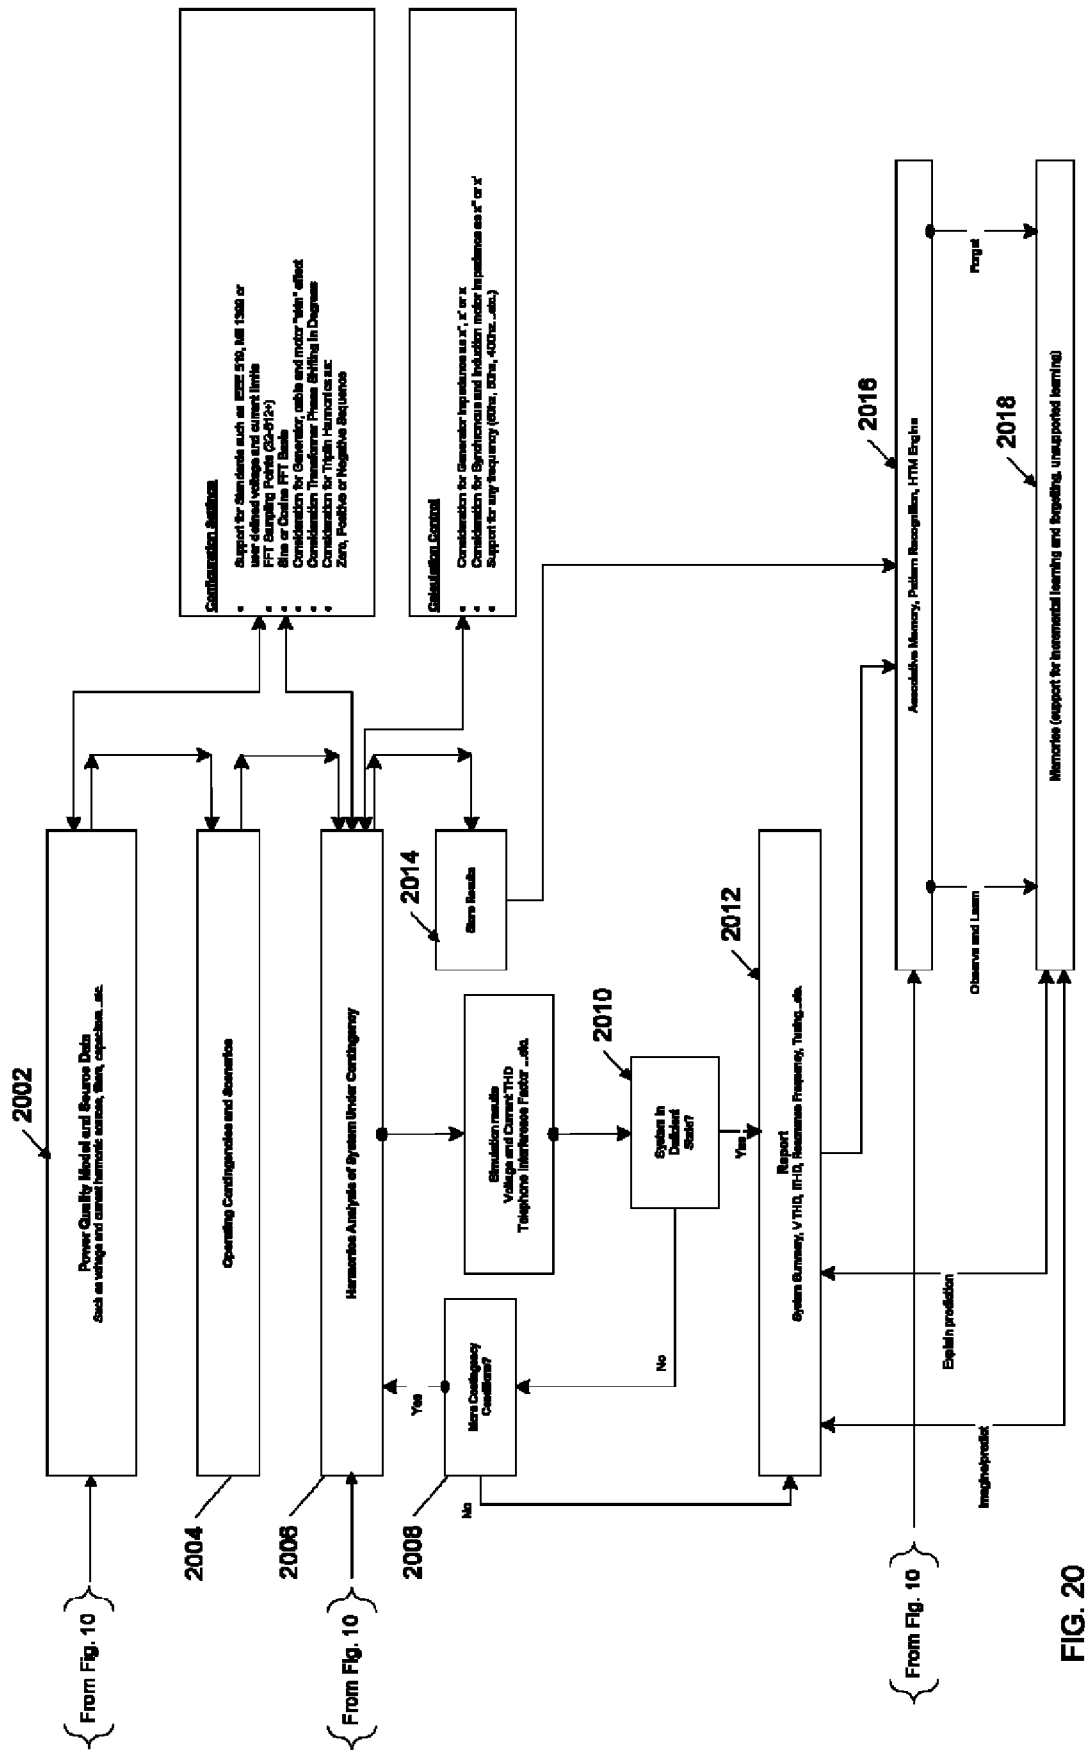 2002
Power Quality Model and Source Data
Such as voltage and current harmonic sources, filters, capacitors ...etc.
From Fig. 10
2004
Operating Contingencies and Scenarios
2006
Harmonics Analysis of System Under Contingency
From Fig. 10
Configuration Settings
Support for Standards such as IEEE 519, Mil 1399 or
user defined voltage and current limits
FFT Sampling Points (32-512+)
Sine or Cosine FFT Basis
Consideration for Generator, cable and motor "skin" effect
Consideration Transformer Phase Shifting in Degrees
Consideration for Triplin Harmonics as:
Zero, Positive or Negative Sequence
Calculation Control
Consideration for Generator Impedance as x", x' or x
Consideration for Synchronous and Induction motor impedance as x" or x'
Support for any frequency (60hz, 50hz, 400hz ...etc.)
2008
More Contingency
Conditions?
Yes
No
Simulation results
Voltage and Current THD
Telephone Interference Factor ...etc.
2014
Store Results
2010
System in
Deficient
State?
No
Yes
2012
Report
System Summary, V THD, I THD, Resonance Frequency, Tuning...etc.
2016
Associative Memory, Pattern Recognition, HTM Engine
From Fig. 10
Observe and Learn
Forget
Explain prediction
Imagine/predict
2018
Memories (support for incremental learning and forgetting, unsupported learning)
FIG. 20